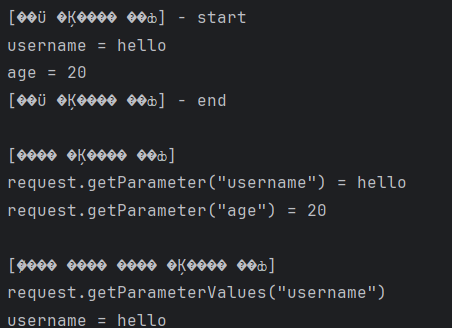 [��ü �Ķ���� ��ȸ] - start
username = hello
age = 20
[��ü �Ķ���� ��ȸ] - end
[���� �Ķ���� ��ȸ]
request.getParameter("username") = hello
request.getParameter("age") = 20
[�̸��� ���� ���� �Ķ���� ��ȸ]
request.getParameterValues("username")
username = hello